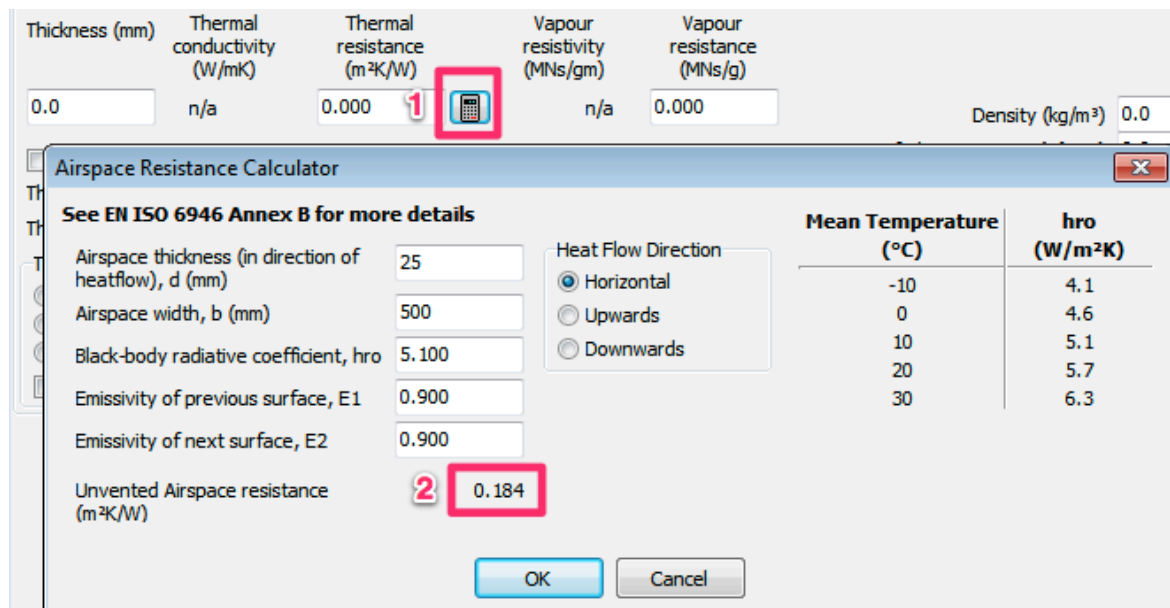 Thickness (mm)
Thermal
conductivity
(W/mK)
Thermal
resistance
(m²K/W)
Vapour
resistivity
(MNs/gm)
Vapour
resistance
(MNs/g)
0.0
n/a
0.000
1
n/a
0.000
Density (kg/m³)
0.0
Airspace Resistance Calculator
See EN ISO 6946 Annex B for more details
Airspace thickness (in direction of
heatflow), d (mm)
25
Airspace width, b (mm)
500
Black-body radiative coefficient, hro
5.100
Emissivity of previous surface, E1
0.900
Emissivity of next surface, E2
0.900
Unvented Airspace resistance
(m²K/W)
2
0.184
Heat Flow Direction
Horizontal
Upwards
Downwards
Mean Temperature
(°C)
hro
(W/m²K)
-10 4.1
0 4.6
10 5.1
20 5.7
30 6.3
OK
Cancel
Th
Th
T